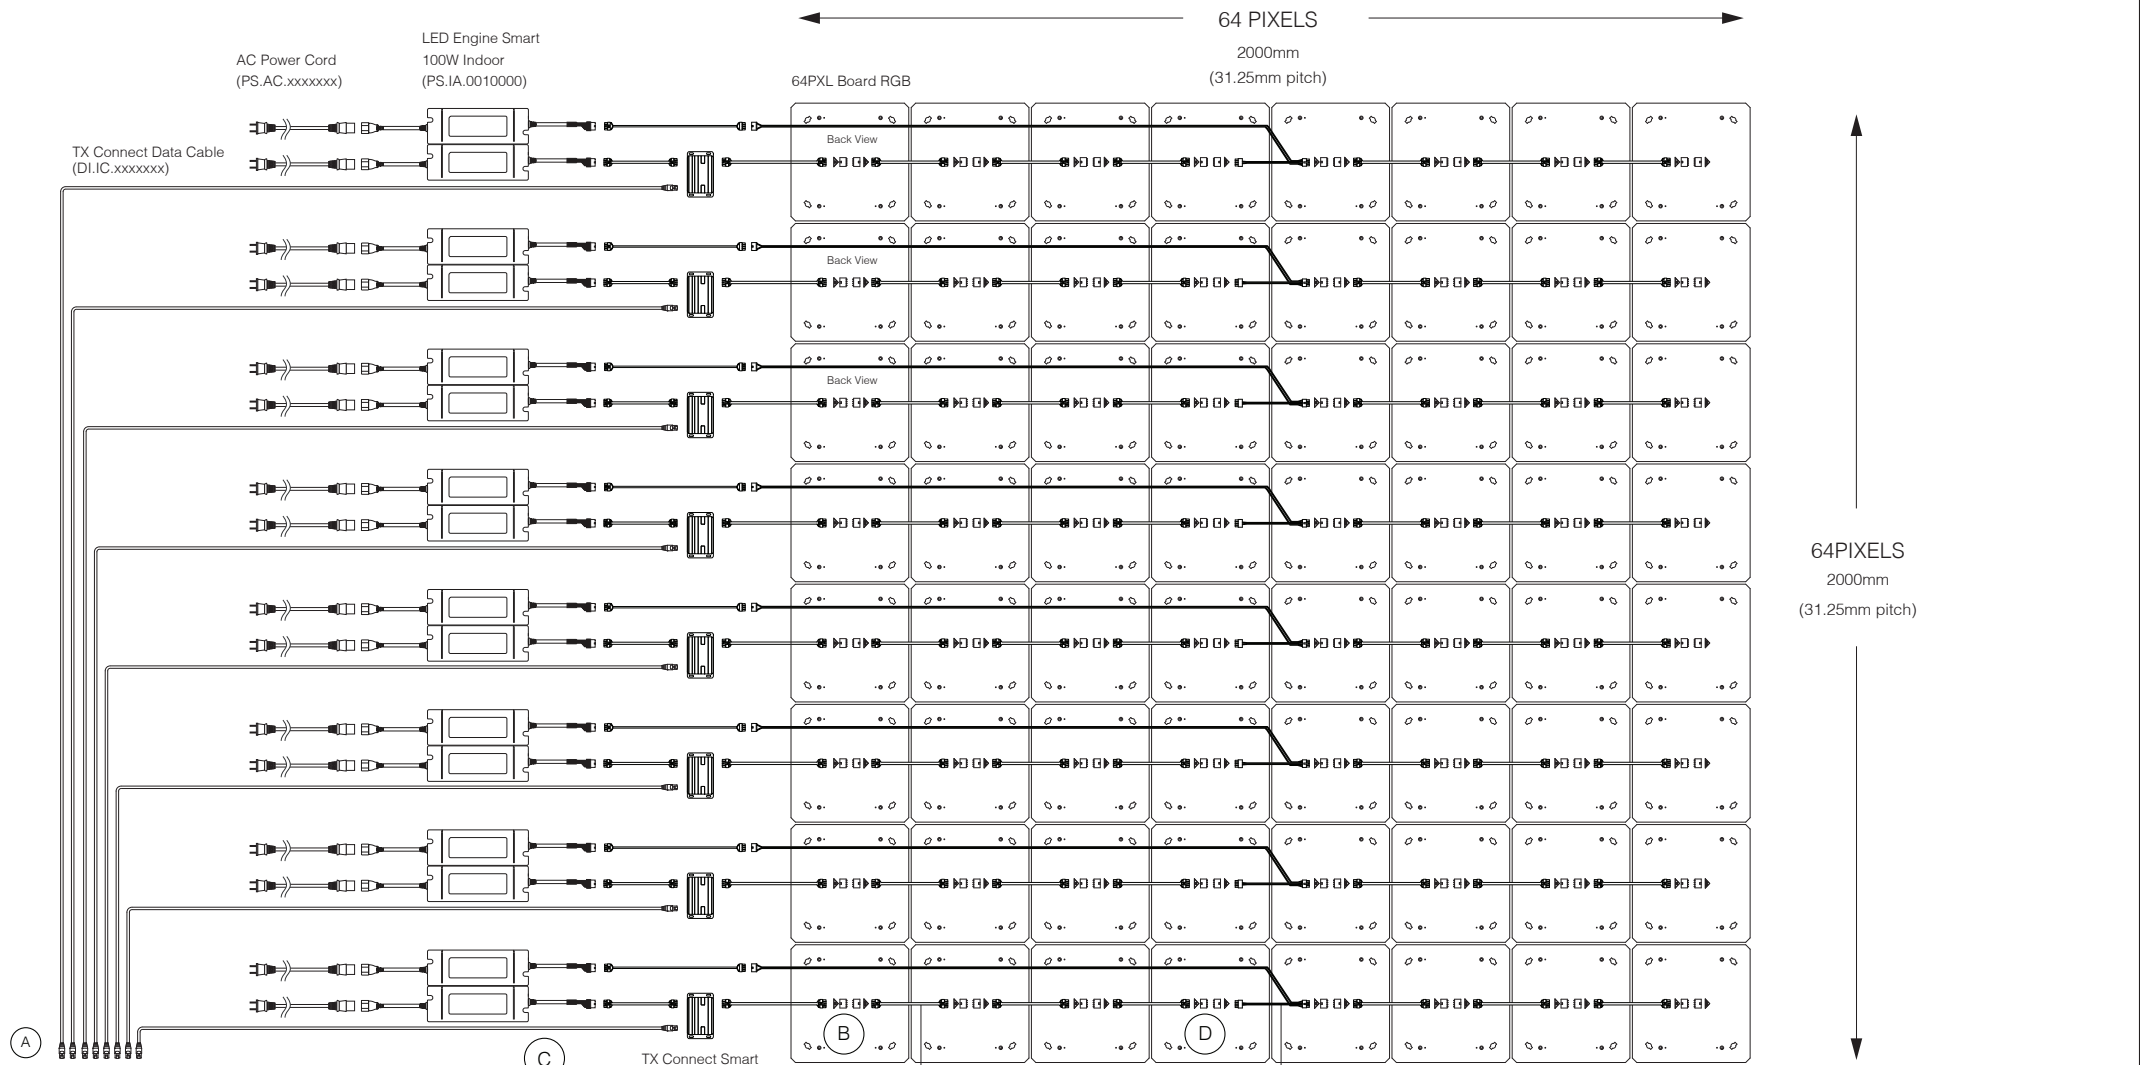 64 PIXELS
2000mm
(31.25mm pitch)
LED Engine Smart
100W Indoor
(PS.IA.0010000)
AC Power Cord
(PS.AC.xxxxxxx)
64PXL Board RGB
TX Connect Data Cable
(DI.IC.xxxxxxx)
Back View
Back View
Back View
64PIXELS
2000mm
(31.25mm pitch)
A
B
C
D
TX Connect Smart